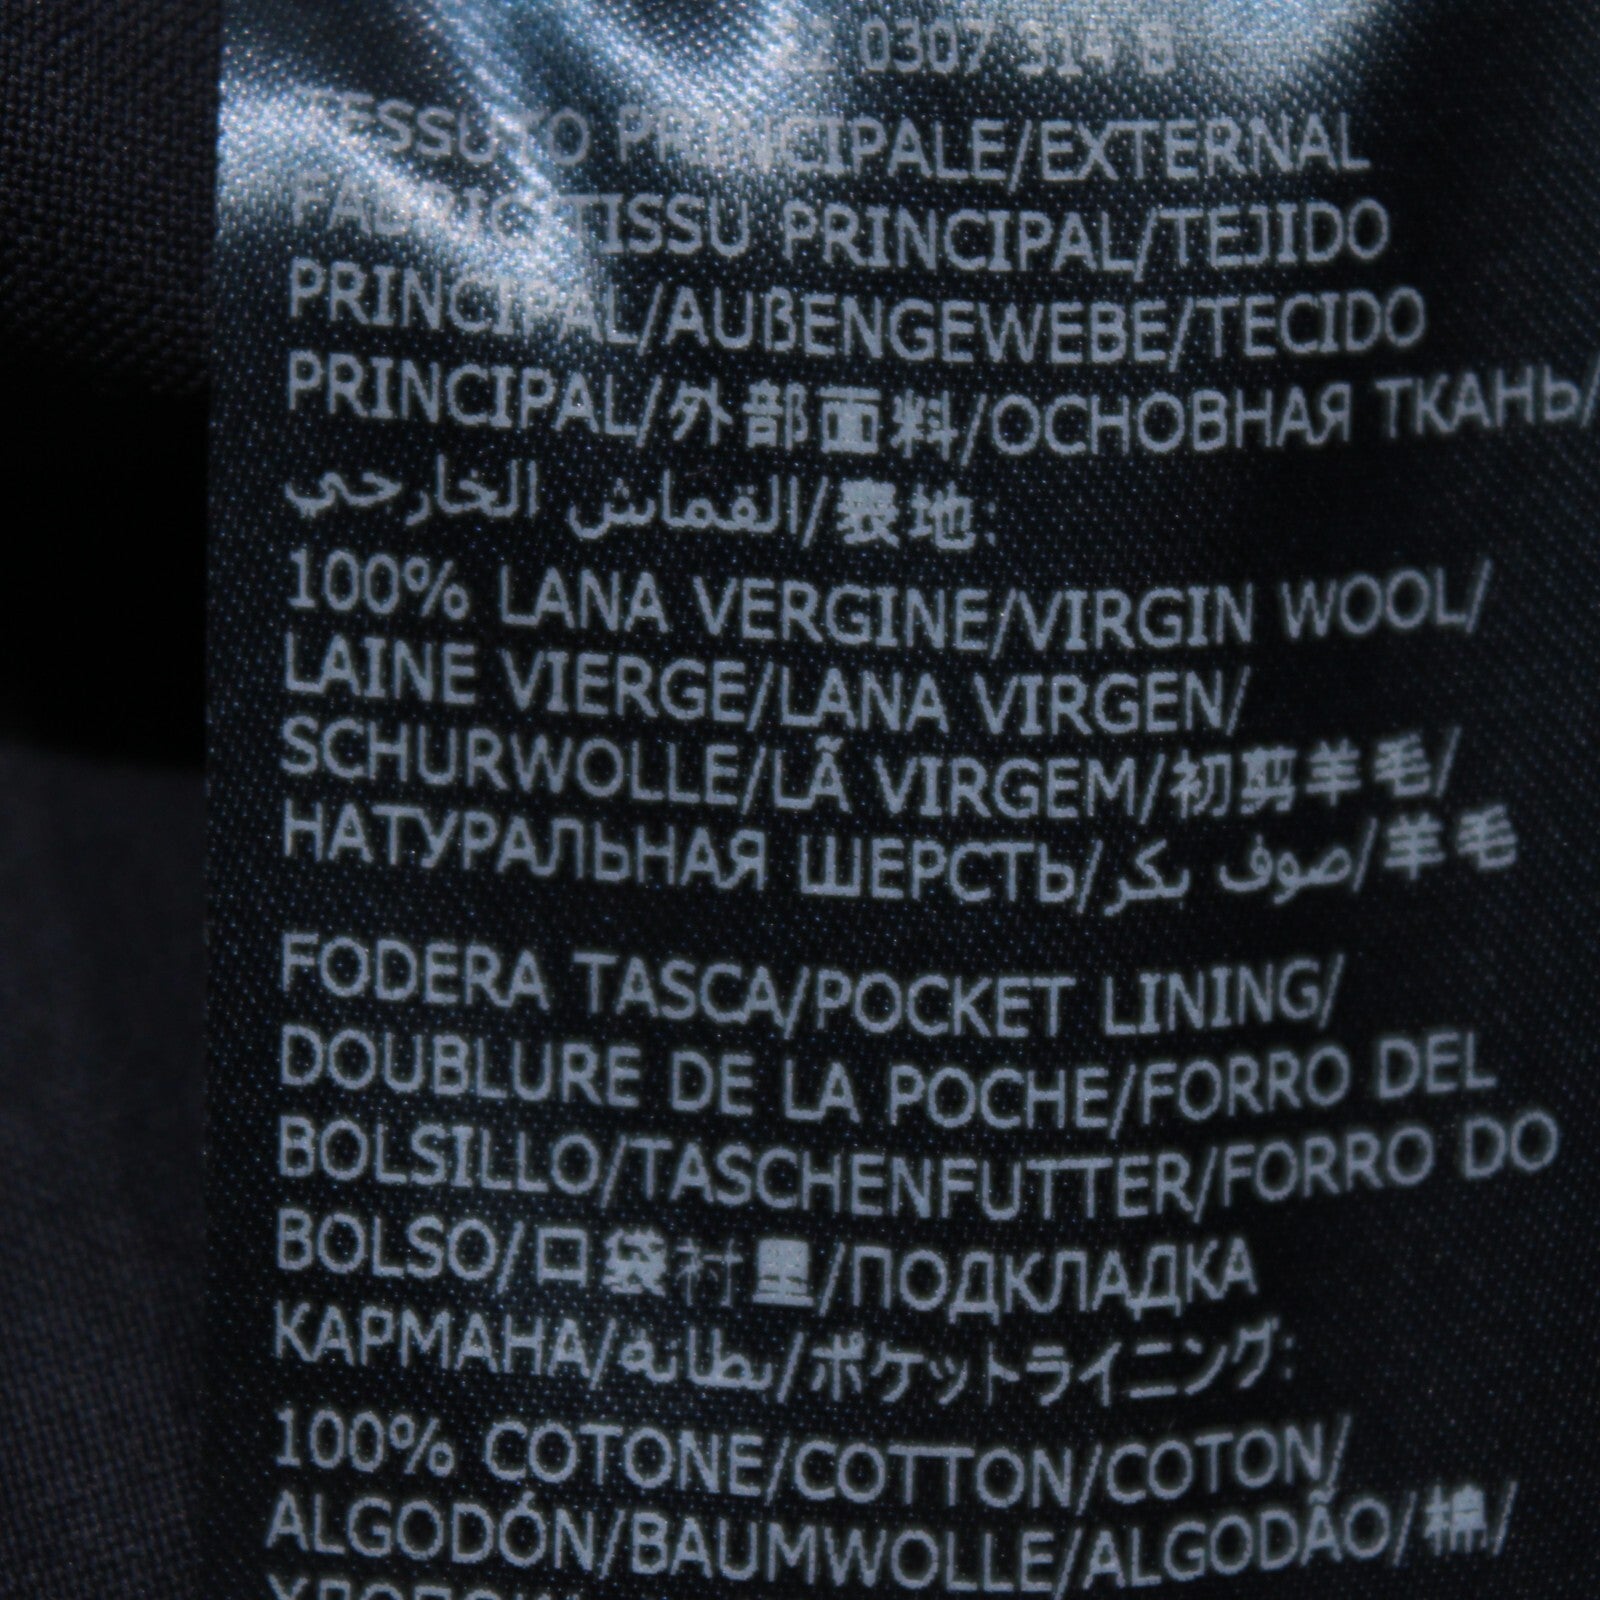 0307 314 B
TESSUTO PRINCIPALE/EXTERNAL
FABRIC/TISSU PRINCIPAL/TEJIDO
PRINCIPAL/AUßENGEWEBE/TECIDO
PRINCIPAL/外部面料/ОСНОВНАЯ ТКАНЬ/
القماش الخارجي/表地:
100% LANA VERGINE/VIRGIN WOOL/
LAINE VIERGE/LANA VIRGEN/
SCHURWOLLE/LÃ VIRGEM/初剪羊毛/
НАТУРАЛЬНАЯ ШЕРСТЬ/صوف بكر/羊毛
FODERA TASCA/POCKET LINING/
DOUBLURE DE LA POCHE/FORRO DEL
BOLSILLO/TASCHENFUTTER/FORRO DO
BOLSO/口袋衬里/ПОДКЛАДКА
КАРМАНА/بطانة/ポケットライニング:
100% COTONE/COTTON/COTON/
ALGODÓN/BAUMWOLLE/ALGODÃO/棉/